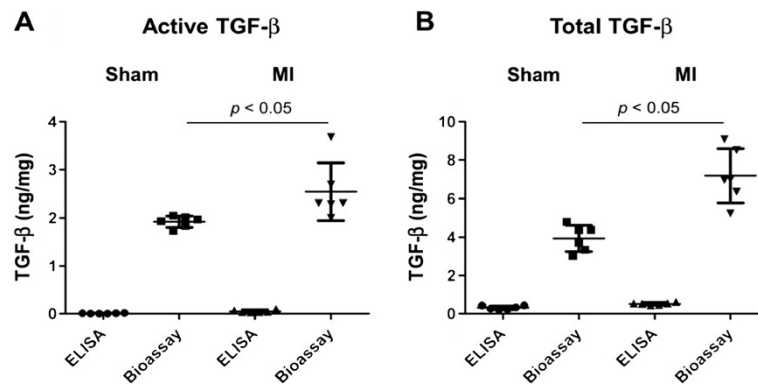 A Active TGF-β
Sham MI
p < 0.05
4
3
2
1
0
TGF-β (ng/mg)
ELISA
Bioassay
ELISA
Bioassay
B Total TGF-β
Sham MI
p < 0.05
10
8
6
4
2
0
TGF-β (ng/mg)
ELISA
Bioassay
ELISA
Bioassay